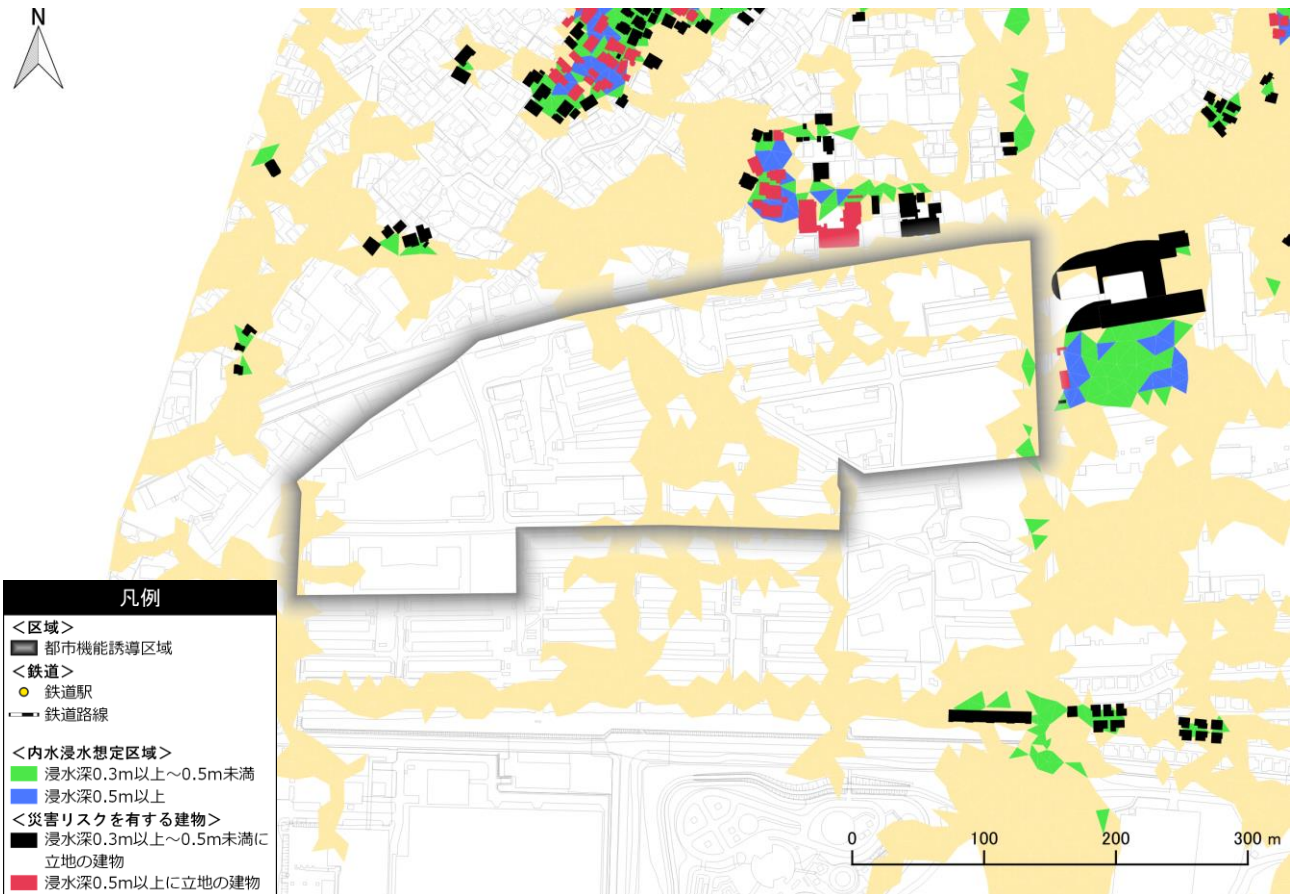 N
凡例
＜区域＞
都市機能誘導区域
＜鉄道＞
鉄道駅
鉄道路線
＜内水浸水想定区域＞
浸水深0.3m以上～0.5m未満
浸水深0.5m以上
＜災害リスクを有する建物＞
浸水深0.3m以上～0.5m未満に
立地の建物
浸水深0.5m以上に立地の建物
0 100 200 300 m